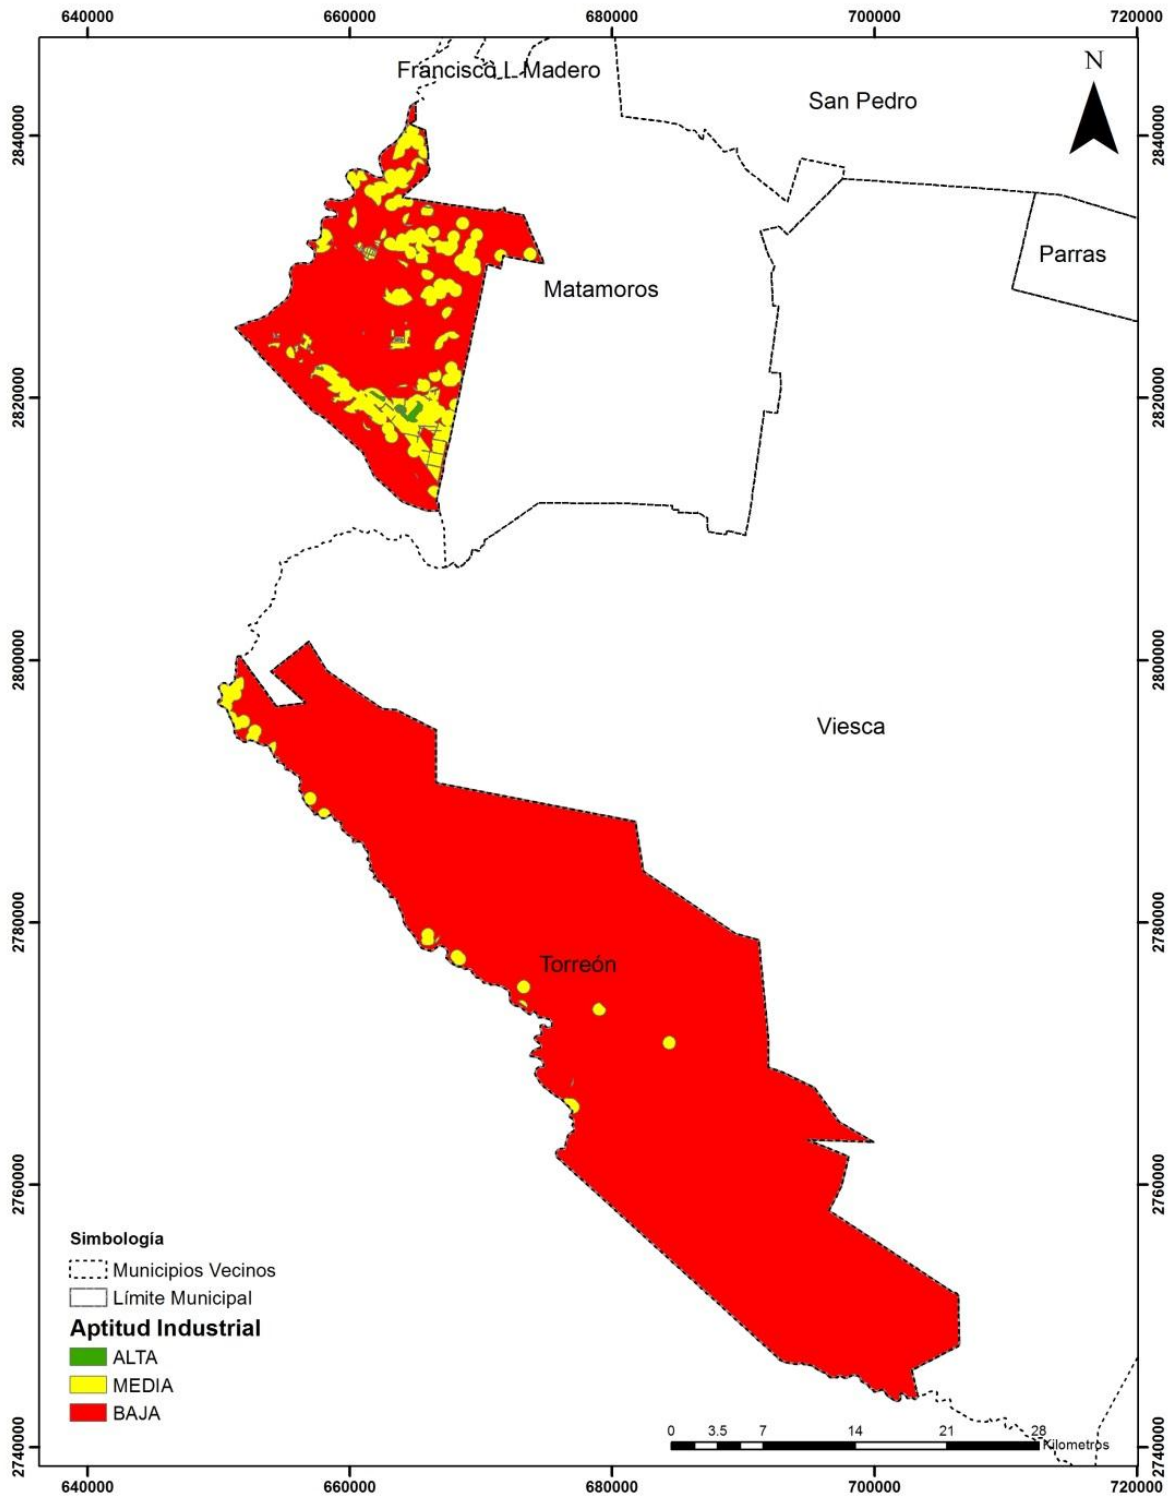 640000 660000 680000 700000 720000
N
Francisco I. Madero
San Pedro
2840000 2840000
Parras
Matamoros
2820000 2820000
2800000 2800000
Viesca
2780000 2780000
Torreón
2760000 2760000
Simbología
Municipios Vecinos
Límite Municipal
Aptitud Industrial
ALTA
MEDIA
BAJA
0 3.5 7 14 21 28
Kilometros
2740000 2740000
640000 660000 680000 700000 720000